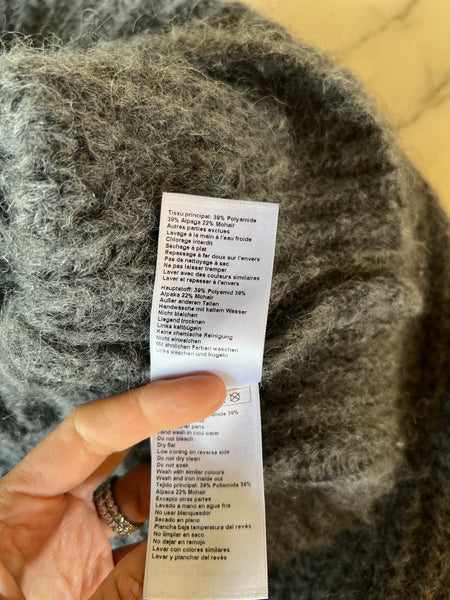 Tissu principal: 39% Polyamide
39% Alpaga 22% Mohair
Autres parties exclues
Lavage à la main à l'eau froide
Chlorage interdit
Séchage à plat
Repassage à fer doux sur l'envers
Pas de nettoyage à sec
Ne pas laisser tramper
Laver avec des couleurs similaires
Laver et repasser à l'envers
Hauptstoff: 39% Polyamid 39%
Alpaka 22% Mohair
Außer anderen Teilen
Handwäsche mit kaltem Wasser
Nicht bleichen
Liegend trocknen
Links kaltbügeln
Keine chemische Reinigung
Nicht einweichen
Mit ähnlichen Farben waschen
Links waschen und bügeln
39%
parts
Hand wash in cold water
Do not bleach
Dry flat
Low ironing on reverse side
Do not dry clean
Do not soak
Wash with similar colours
Wash and Iron inside out
Tejido principal: 39% Poliamida 39%
Alpaca 22% Mohair
Excepto otras partes
Lavado a mano en agua fria
No usar blanqueador
Secado en plano
Plancha baja temperatura del revés
No limpiar en seco
No dejar en remojo
Lavar con colores similares
Lavar y planchar del revés